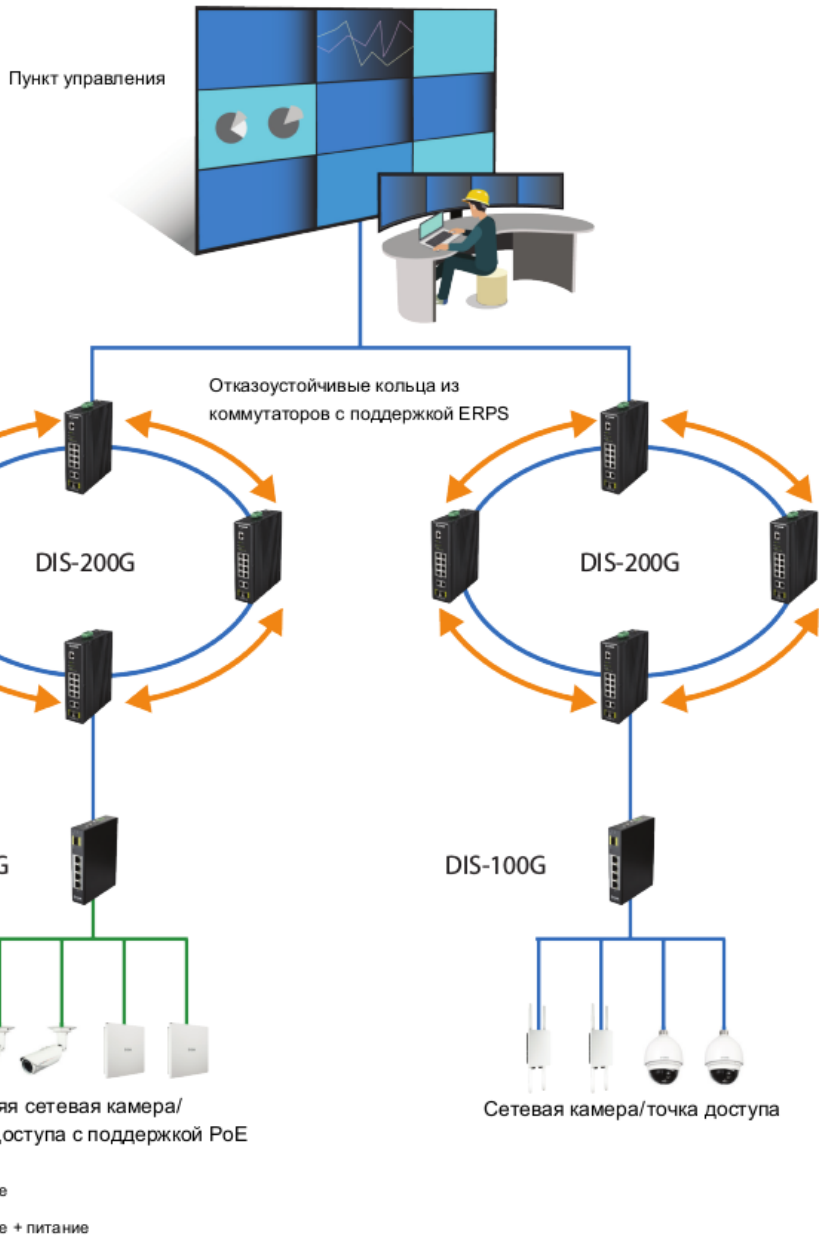 Пункт управления
Отказоустойчивые кольца из
коммутаторов с поддержкой ERPS
DIS-200G
DIS-200G
G
DIS-100G
яя сетевая камера/
доступа с поддержкой PoE
Сетевая камера/точка доступа
е
е + питание